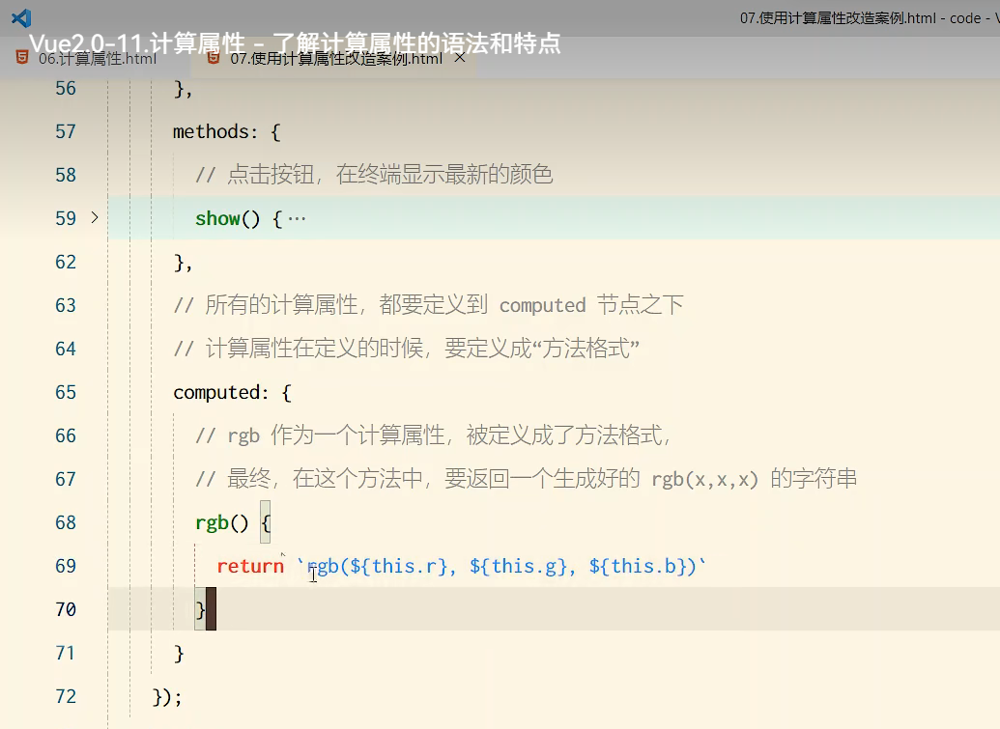 07.使用计算属性改造案例.html - code - V
Vue2.0-11.计算属性 - 了解计算属性的语法和特点
06.计算属性.html
07.使用计算属性改造案例.html ×
56 },
57 methods: {
58 // 点击按钮，在终端显示最新的颜色
59 > show() { ···
62 },
63 // 所有的计算属性，都要定义到 computed 节点之下
64 // 计算属性在定义的时候，要定义成“方法格式”
65 computed: {
66 // rgb 作为一个计算属性，被定义成了方法格式，
67 // 最终，在这个方法中，要返回一个生成好的 rgb(x,x,x) 的字符串
68 rgb() {
69 return `rgb(${this.r}, ${this.g}, ${this.b})`
70 }
71 }
72 });